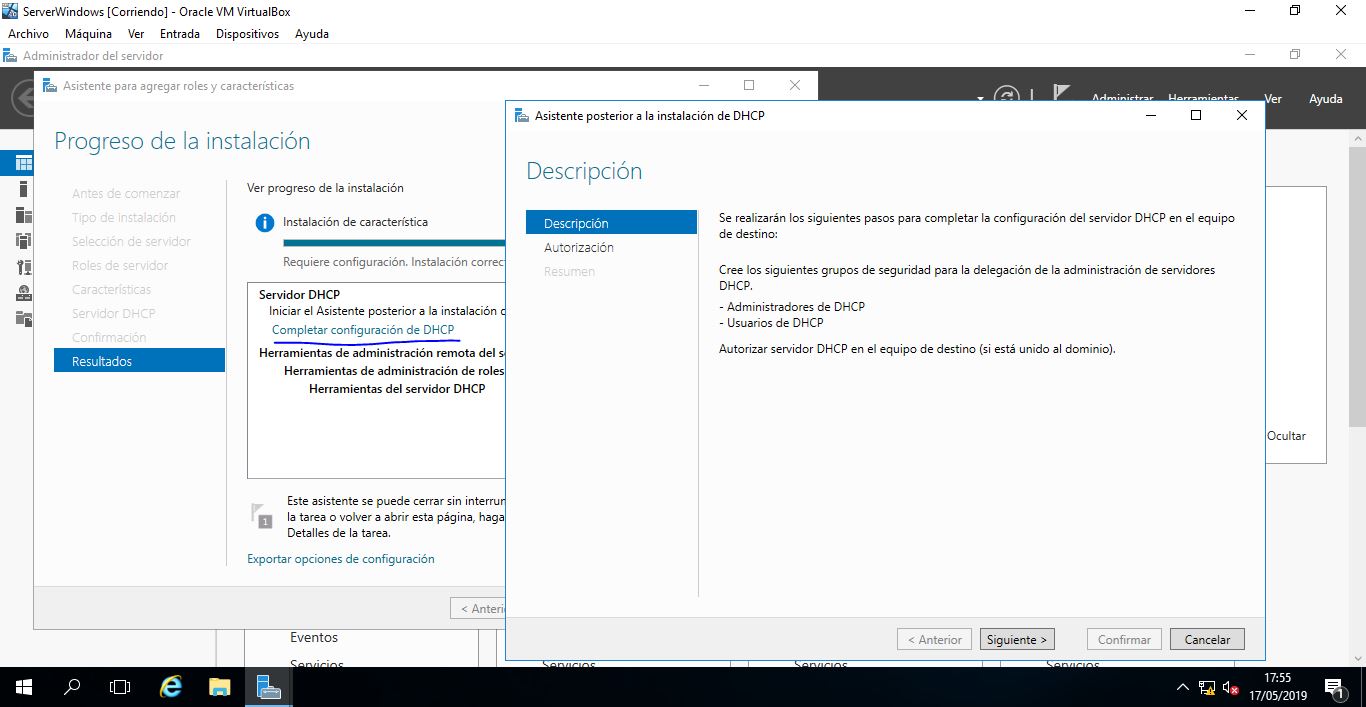 ServerWindows [Corriendo] - Oracle VM VirtualBox
Archivo Máquina Ver Entrada Dispositivos Ayuda
Administrador del servidor
Administrar Herramientas Ver Ayuda
Asistente para agregar roles y características
Progreso de la instalación
Antes de comenzar
Tipo de instalación
Selección de servidor
Roles de servidor
Características
Servidor DHCP
Confirmación
Resultados
Ver progreso de la instalación
Instalación de característica
Requiere configuración. Instalación correct
Servidor DHCP
Iniciar el Asistente posterior a la instalación d
Completar configuración de DHCP
Herramientas de administración remota del se
Herramientas de administración de roles
Herramientas del servidor DHCP
1
Este asistente se puede cerrar sin interrum
la tarea o volver a abrir esta página, haga
Detalles de la tarea.
Exportar opciones de configuración
< Anteri
Asistente posterior a la instalación de DHCP
Descripción
Descripción
Autorización
Resumen
Se realizarán los siguientes pasos para completar la configuración del servidor DHCP en el equipo
de destino:
Cree los siguientes grupos de seguridad para la delegación de la administración de servidores
DHCP.
- Administradores de DHCP
- Usuarios de DHCP
Autorizar servidor DHCP en el equipo de destino (si está unido al dominio).
< Anterior Siguiente > Confirmar Cancelar
Ocultar
Eventos
Servicios Servicios Servicios Servicios
17:55
17/05/2019
1